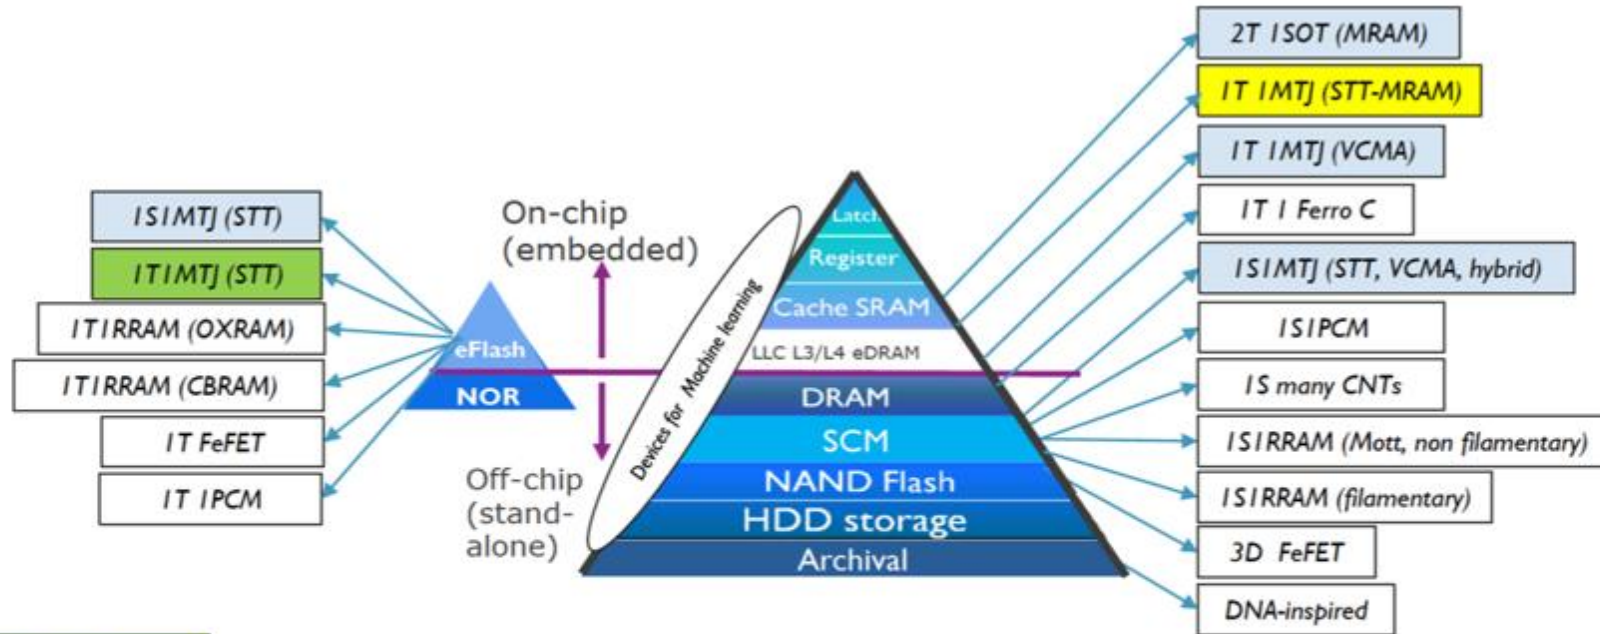 1S1MTJ (STT)
1T1MTJ (STT)
1T1RRAM (OXRAM)
1T1RRAM (CBRAM)
1T FeFET
1T 1PCM
eFlash
NOR
On-chip
(embedded)
Off-chip
(stand-
alone)
Devices for Machine learning
Latch
Register
Cache SRAM
LLC L3/L4 eDRAM
DRAM
SCM
NAND Flash
HDD storage
Archival
2T 1SOT (MRAM)
1T 1MTJ (STT-MRAM)
1T 1MTJ (VCMA)
1T 1 Ferro C
1S1MTJ (STT, VCMA, hybrid)
1S1PCM
1S many CNTs
1S1RRAM (Mott, non filamentary)
1S1RRAM (filamentary)
3D FeFET
DNA-inspired